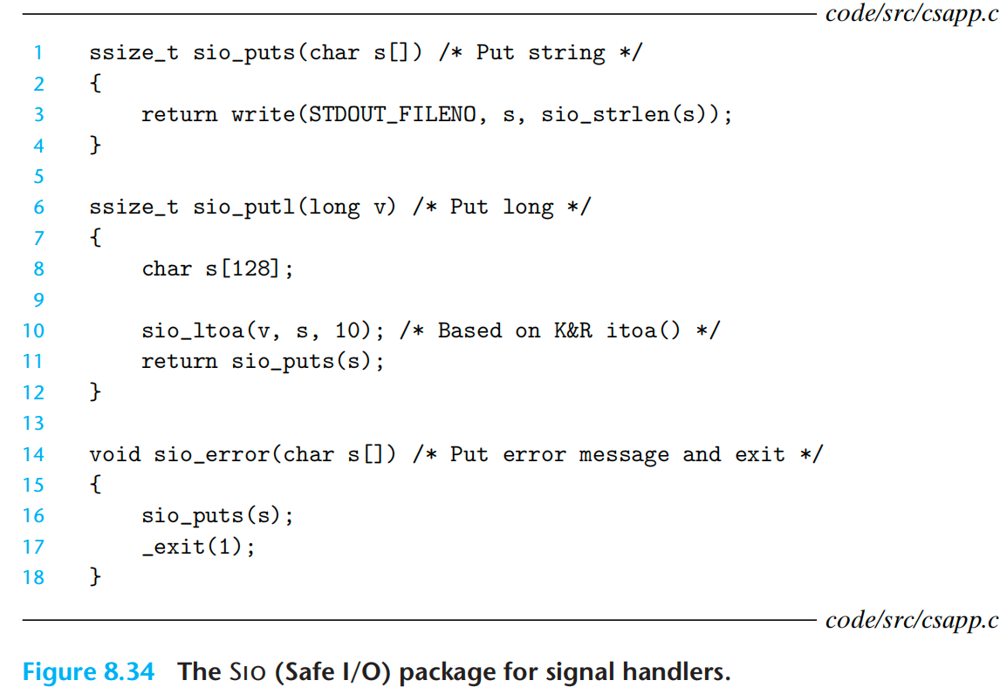 code/src/csapp.c
1 ssize_t sio_puts(char s[]) /* Put string */
2 {
3     return write(STDOUT_FILENO, s, sio_strlen(s));
4 }
5
6 ssize_t sio_putl(long v) /* Put long */
7 {
8     char s[128];
9
10     sio_ltoa(v, s, 10); /* Based on K&R itoa() */
11     return sio_puts(s);
12 }
13
14 void sio_error(char s[]) /* Put error message and exit */
15 {
16     sio_puts(s);
17     _exit(1);
18 }
code/src/csapp.c
Figure 8.34 The SIO (Safe I/O) package for signal handlers.